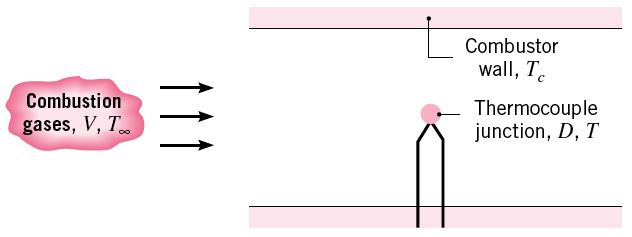 Combustion
gases, V, T∞
Combustor
wall, Tc
Thermocouple
junction, D, T